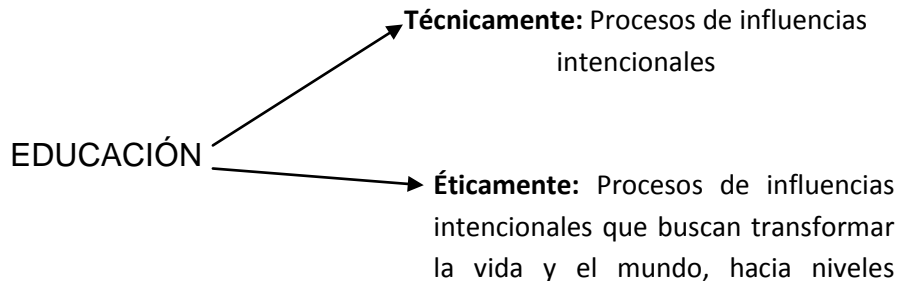 Técnicamente: Procesos de influencias
intencionales
EDUCACIÓN
Éticamente: Procesos de influencias
intencionales que buscan transformar
la vida y el mundo, hacia niveles